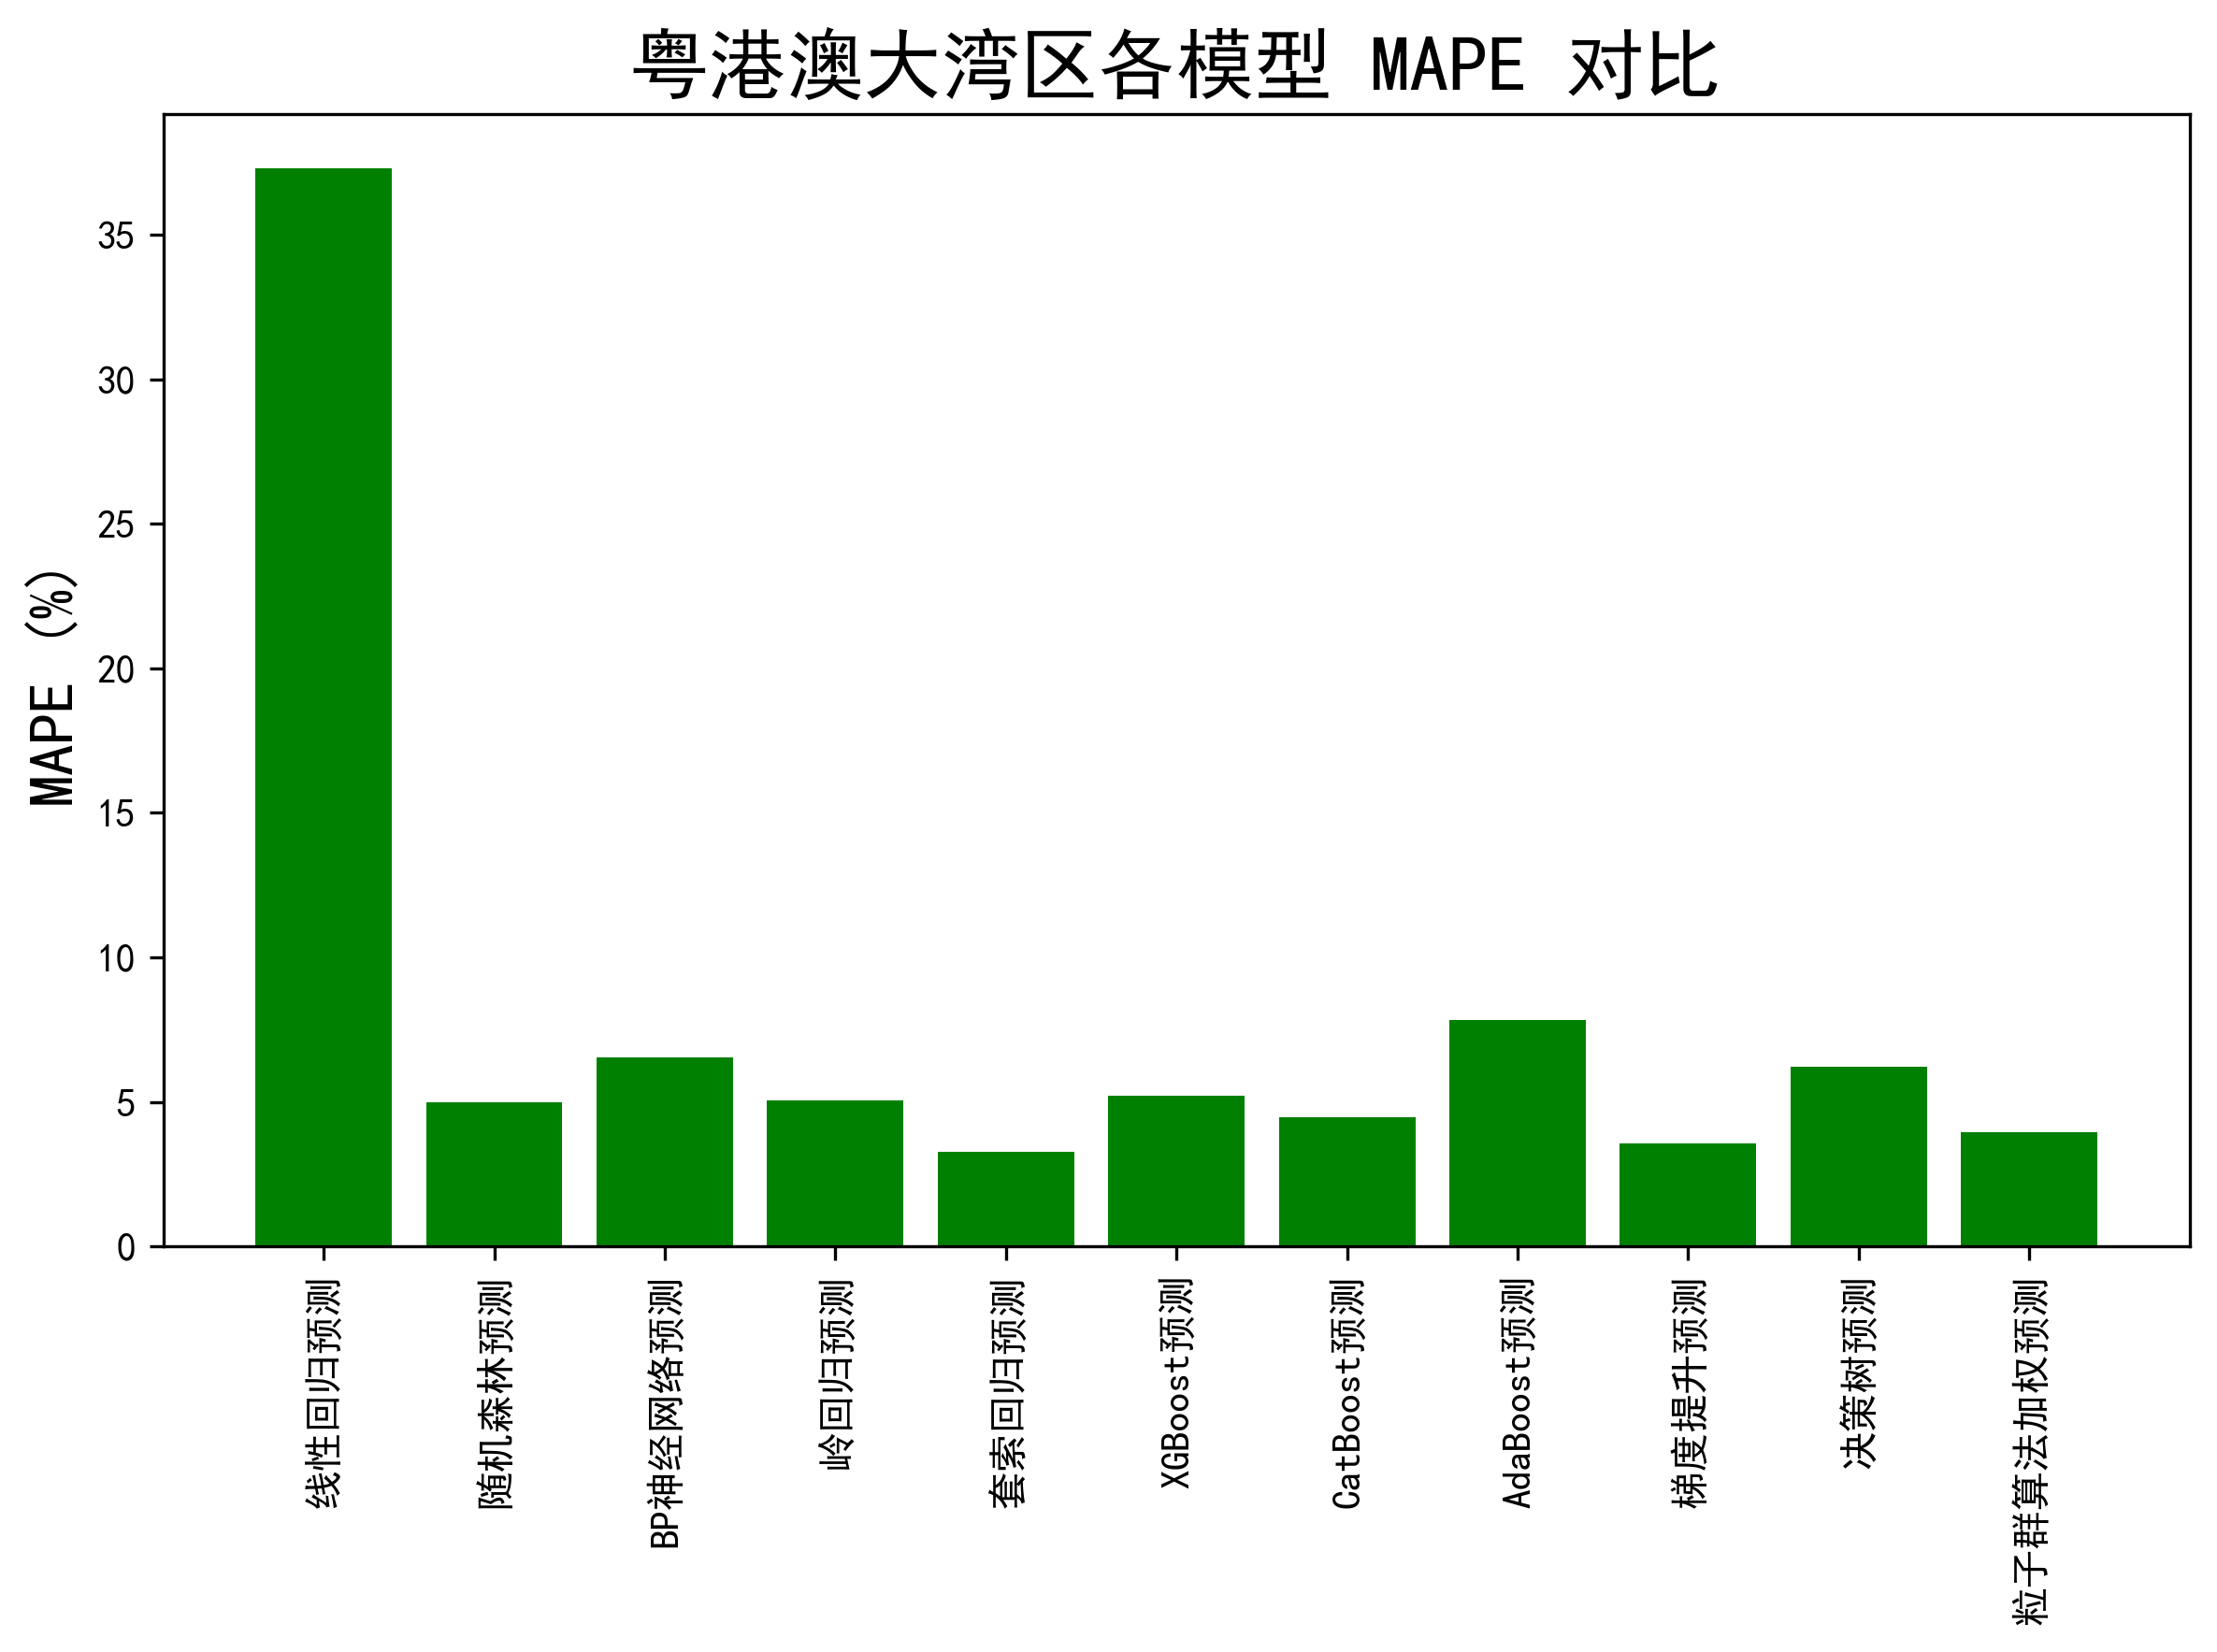 粤港澳大湾区各模型 MAPE 对比
MAPE (%)
35
30
25
20
15
10
5
0
线性回归预测
随机森林预测
BP神经网络预测
岭回归预测
套索回归预测
XGBoost预测
CatBoost预测
AdaBoost预测
梯度提升预测
决策树预测
粒子群算法加权预测